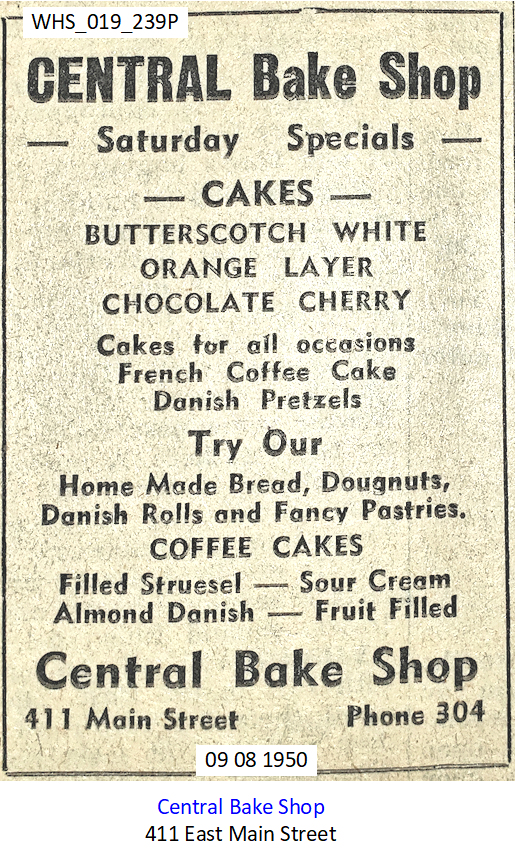 WHS_019_239P
CENTRAL Bake Shop
— Saturday Specials —
— CAKES —
BUTTERSCOTCH WHITE
ORANGE LAYER
CHOCOLATE CHERRY
Cakes for all occasions
French Coffee Cake
Danish Pretzels
Try Our
Home Made Bread, Dougnuts,
Danish Rolls and Fancy Pastries.
COFFEE CAKES
Filled Struesel — Sour Cream
Almond Danish — Fruit Filled
Central Bake Shop
411 Main Street Phone 304
09 08 1950
Central Bake Shop
411 East Main Street